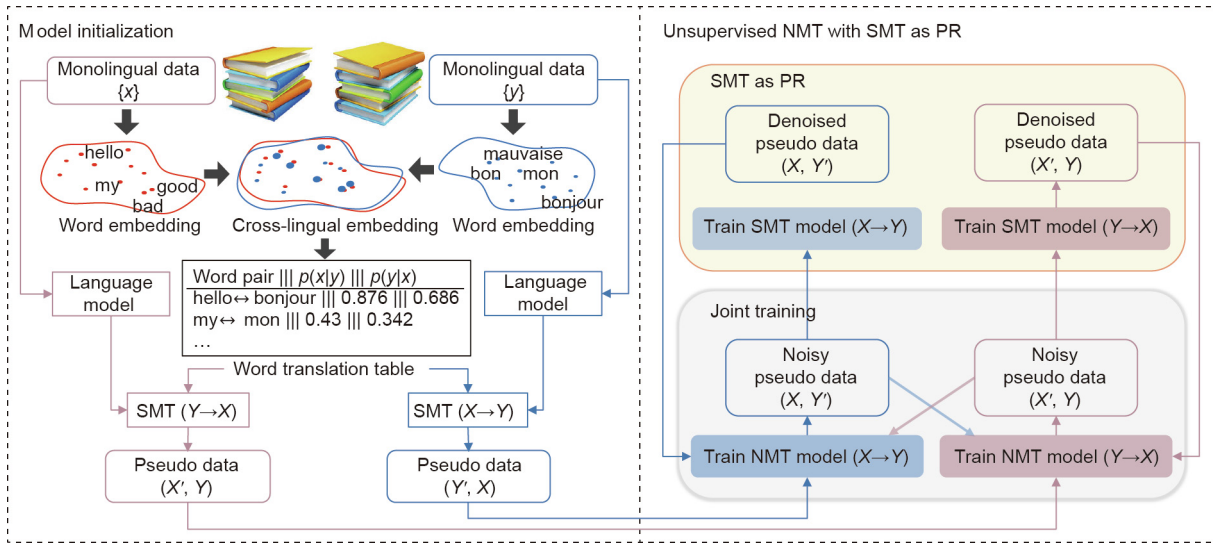 Model initialization
Monolingual data
{x}
Monolingual data
{y}
hello
my
good
bad
Word embedding
Cross-lingual embedding
mauvaise
bon
mon
bonjour
Word embedding
Language
model
Word pair ||| p(x|y) ||| p(y|x)
hello↔ bonjour ||| 0.876 ||| 0.686
my↔ mon ||| 0.43 ||| 0.342
…
Language
model
Word translation table
SMT (Y→X)
SMT (X→Y)
Pseudo data
(X′, Y)
Pseudo data
(Y′, X)
Unsupervised NMT with SMT as PR
SMT as PR
Denoised
pseudo data
(X, Y′)
Denoised
pseudo data
(X′, Y)
Train SMT model (X→Y)
Train SMT model (Y→X)
Joint training
Noisy
pseudo data
(X, Y′)
Noisy
pseudo data
(X′, Y)
Train NMT model (X→Y)
Train NMT model (Y→X)